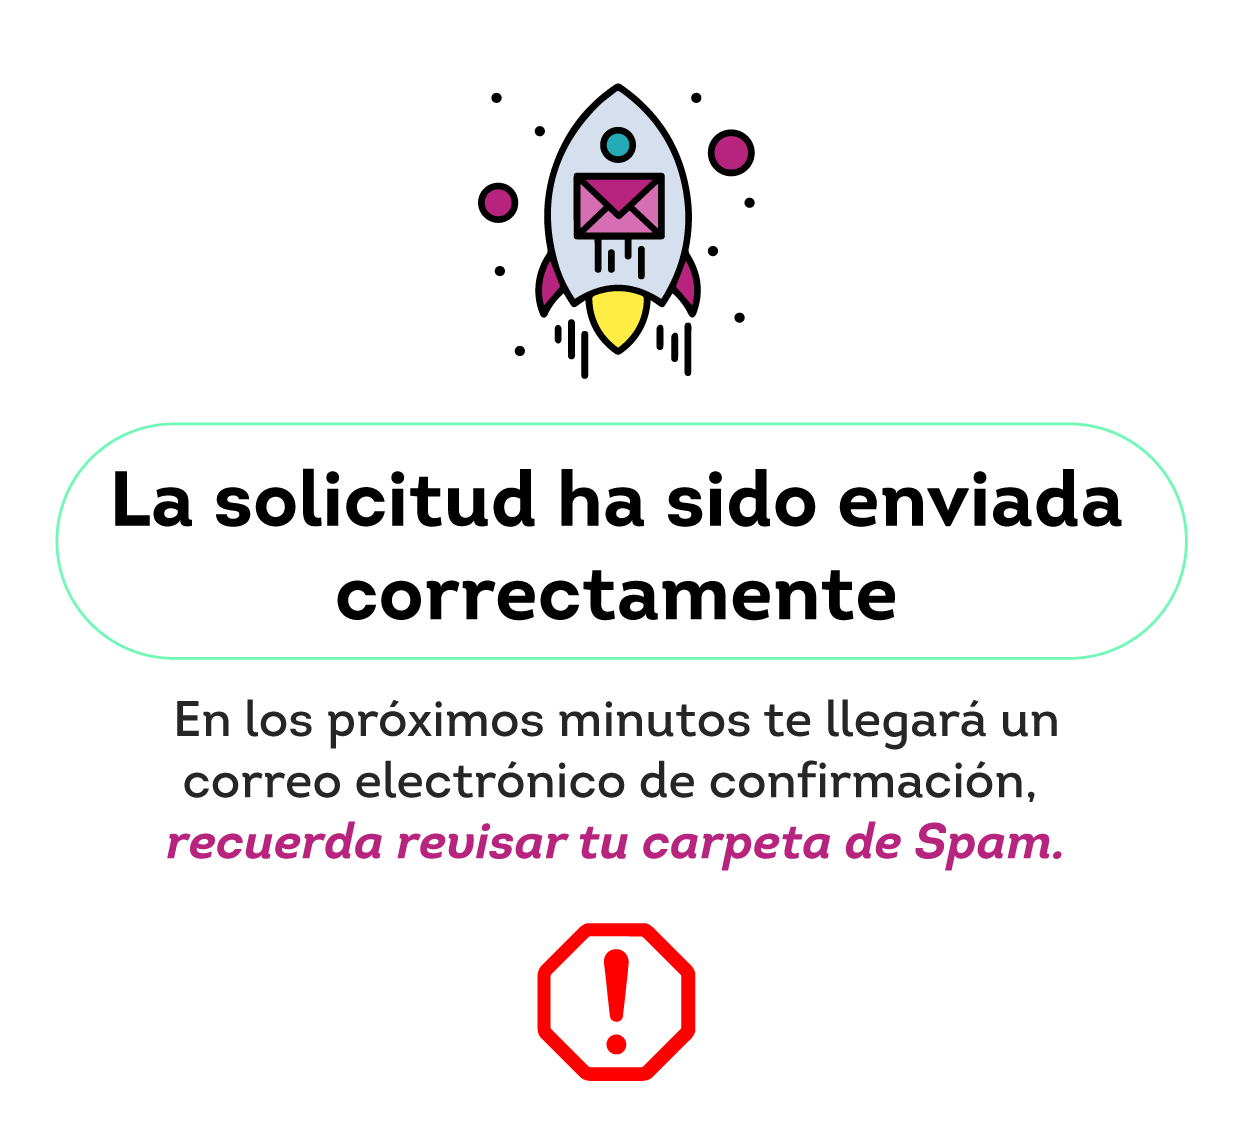 La solicitud ha sido enviada
correctamente
En los próximos minutos te llegará un
correo electrónico de confirmación,
recuerda revisar tu carpeta de Spam.